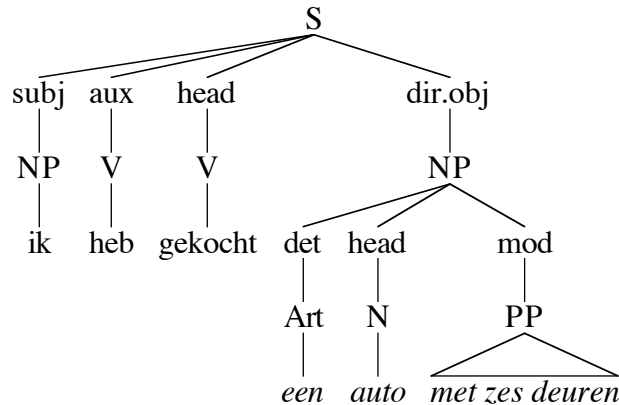 S
subj aux head dir.obj
NP V V NP
ik heb gekocht det head mod
Art N PP
een auto met zes deuren